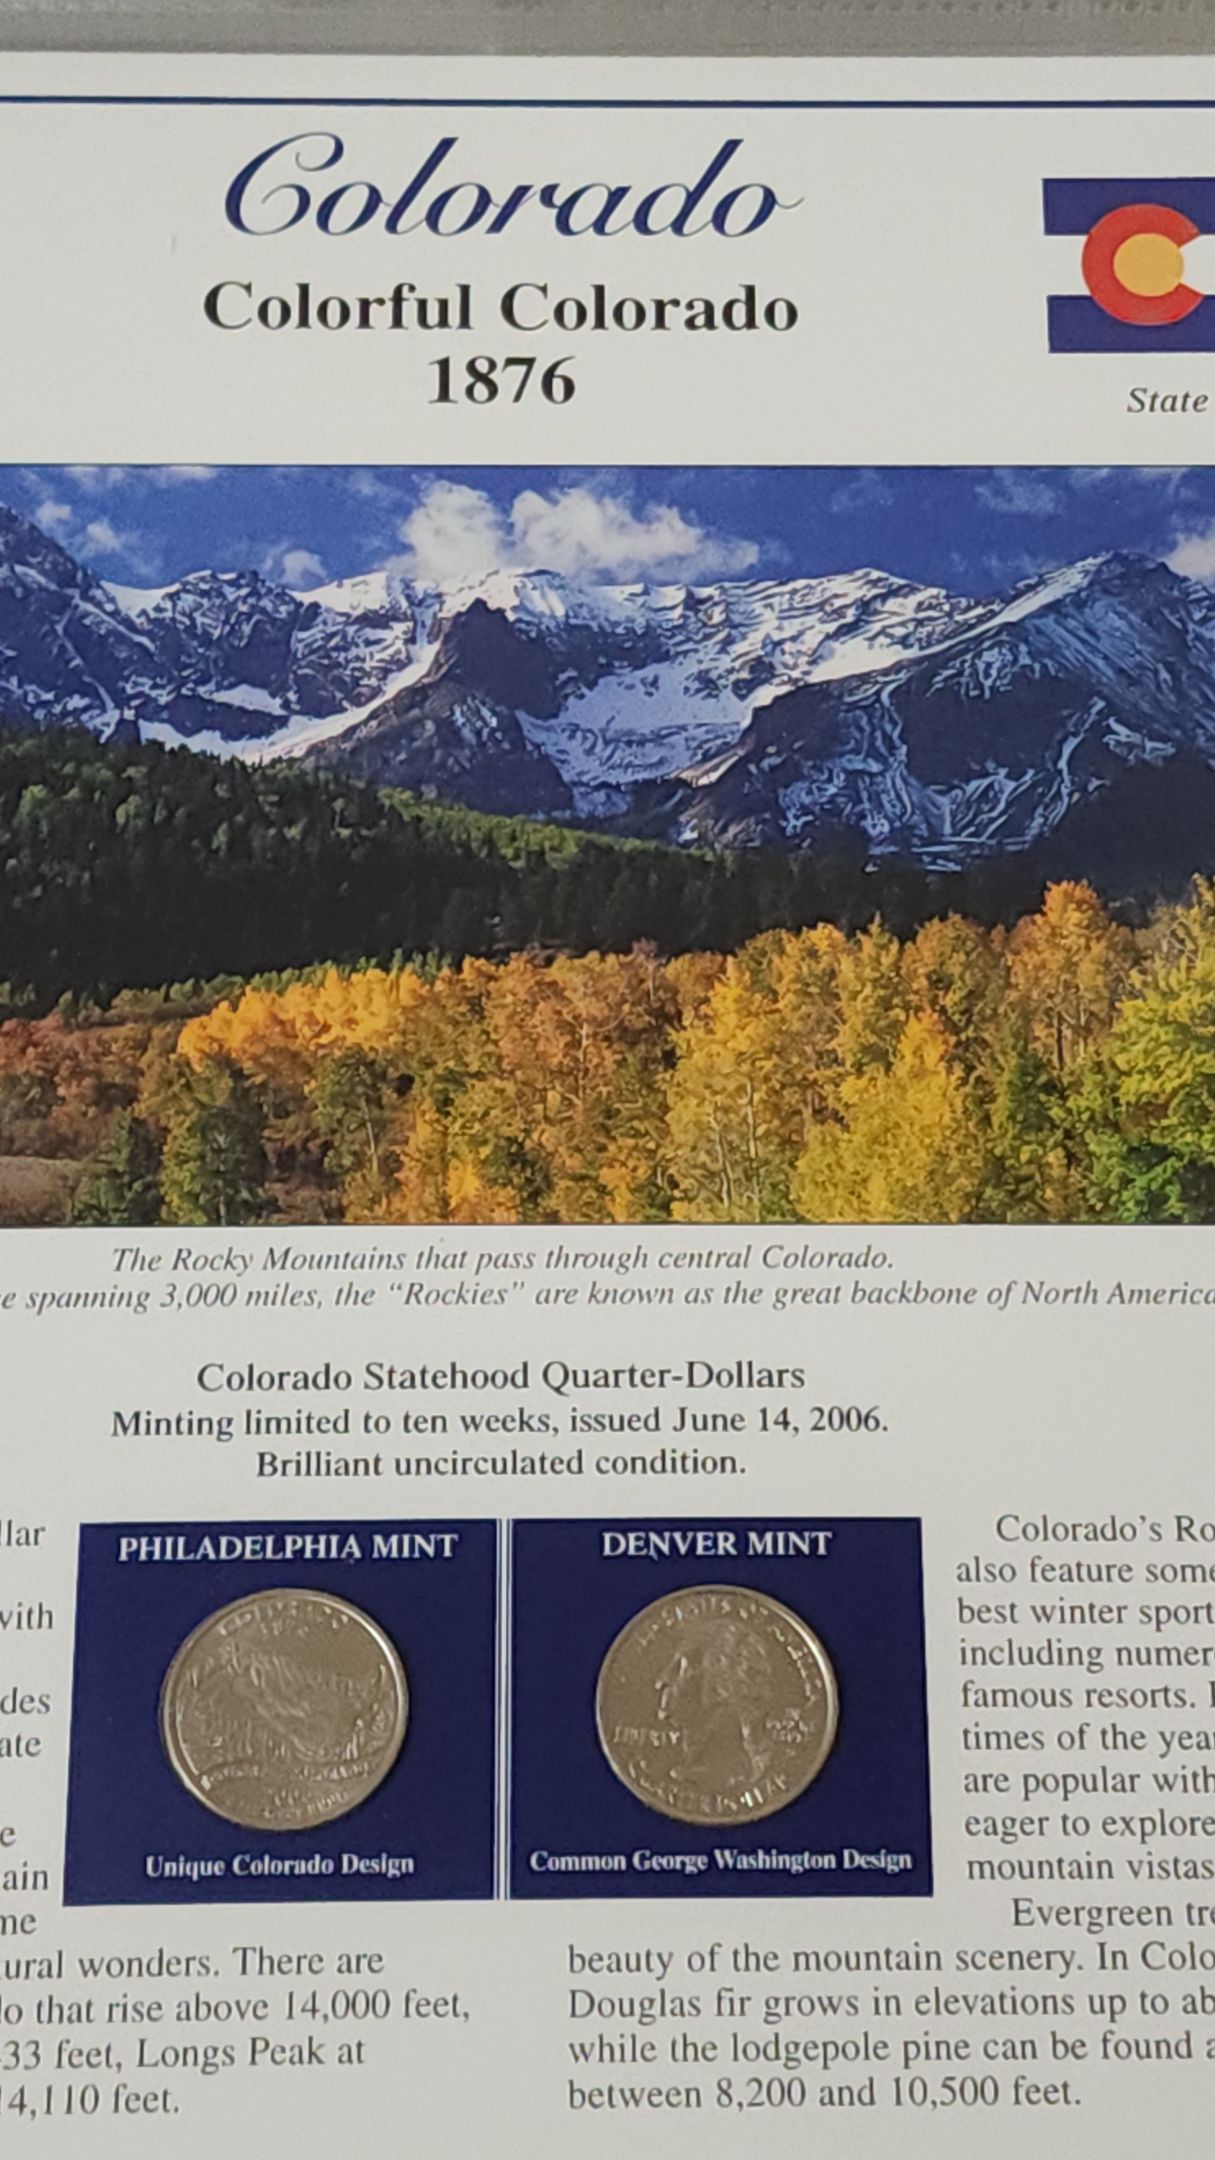 Colorado
Colorful Colorado
1876
State
The Rocky Mountains that pass through central Colorado.
spanning 3,000 miles, the “Rockies” are known as the great backbone of North America
Colorado Statehood Quarter-Dollars
Minting limited to ten weeks, issued June 14, 2006.
Brilliant uncirculated condition.
PHILADELPHIA MINT
Unique Colorado Design
DENVER MINT
LIBERTY
Common George Washington Design
llar
with
des
ate
e
ain
me
ural wonders. There are
lo that rise above 14,000 feet,
33 feet, Longs Peak at
14,110 feet.
Colorado’s Ro
also feature some
best winter sport
including numer
famous resorts.
times of the year
are popular with
eager to explore
mountain vistas
Evergreen tre
beauty of the mountain scenery. In Colo
Douglas fir grows in elevations up to ab
while the lodgepole pine can be found a
between 8,200 and 10,500 feet.